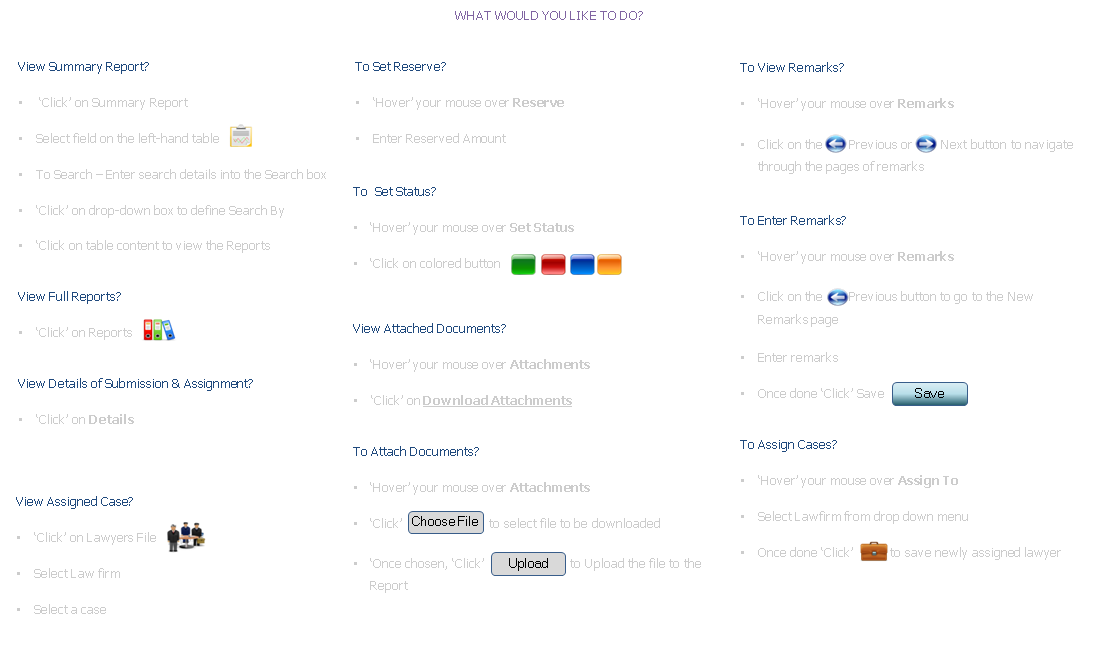 WHAT WOULD YOU LIKE TO DO?
View Summary Report?
• ‘Click’ on Summary Report
• Select field on the left-hand table
• To Search – Enter search details into the Search box
• ‘Click’ on drop-down box to define Search By
• ‘Click on table content to view the Reports
View Full Reports?
• ‘Click’ on Reports
View Details of Submission & Assignment?
• ‘Click’ on Details
View Assigned Case?
• ‘Click’ on Lawyers File
• Select Law firm
• Select a case
To Set Reserve?
• ‘Hover’ your mouse over Reserve
• Enter Reserved Amount
To Set Status?
• ‘Hover’ your mouse over Set Status
• ‘Click on colored button
View Attached Documents?
• ‘Hover’ your mouse over Attachments
• ‘Click’ on Download Attachments
To Attach Documents?
• ‘Hover’ your mouse over Attachments
• ‘Click’ Choose File to select file to be downloaded
• ‘Once chosen, ‘Click’ Upload to Upload the file to the
Report
To View Remarks?
• ‘Hover’ your mouse over Remarks
• Click on the Previous or Next button to navigate
through the pages of remarks
To Enter Remarks?
• ‘Hover’ your mouse over Remarks
• Click on the Previous button to go to the New
Remarks page
• Enter remarks
• Once done ‘Click’ Save Save
To Assign Cases?
• ‘Hover’ your mouse over Assign To
• Select Lawfirm from drop down menu
• Once done ‘Click’ to save newly assigned lawyer